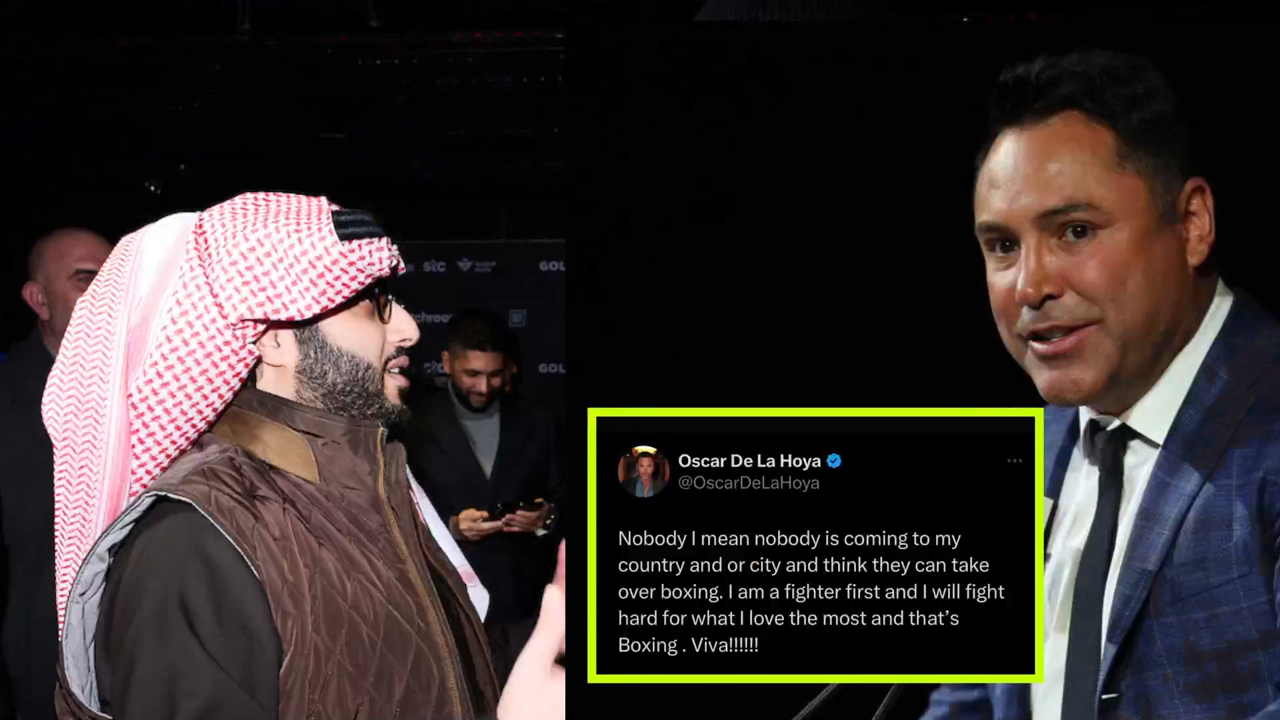 stc
GOL
GOL
Oscar De La Hoya
@OscarDeLaHoya
Nobody I mean nobody is coming to my
country and or city and think they can take
over boxing. I am a fighter first and I will fight
hard for what I love the most and that’s
Boxing . Viva!!!!!!